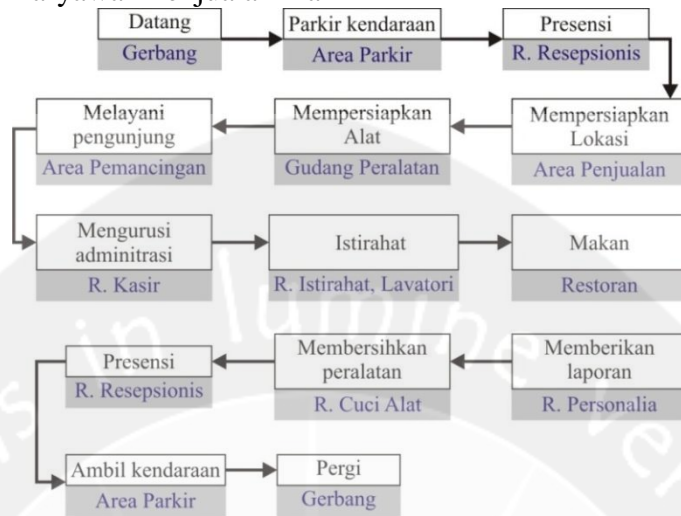 Datang
Gerbang
Parkir kendaraan
Area Parkir
Presensi
R. Resepsionis
Mempersiapkan
Lokasi
Area Penjualan
Mempersiapkan
Alat
Gudang Peralatan
Melayani
pengunjung
Area Pemancingan
Mengurusi
adminitrasi
R. Kasir
Istirahat
R. Istirahat, Lavatori
Makan
Restoran
Memberikan
laporan
R. Personalia
Membersihkan
peralatan
R. Cuci Alat
Presensi
R. Resepsionis
Ambil kendaraan
Area Parkir
Pergi
Gerbang
in lumine